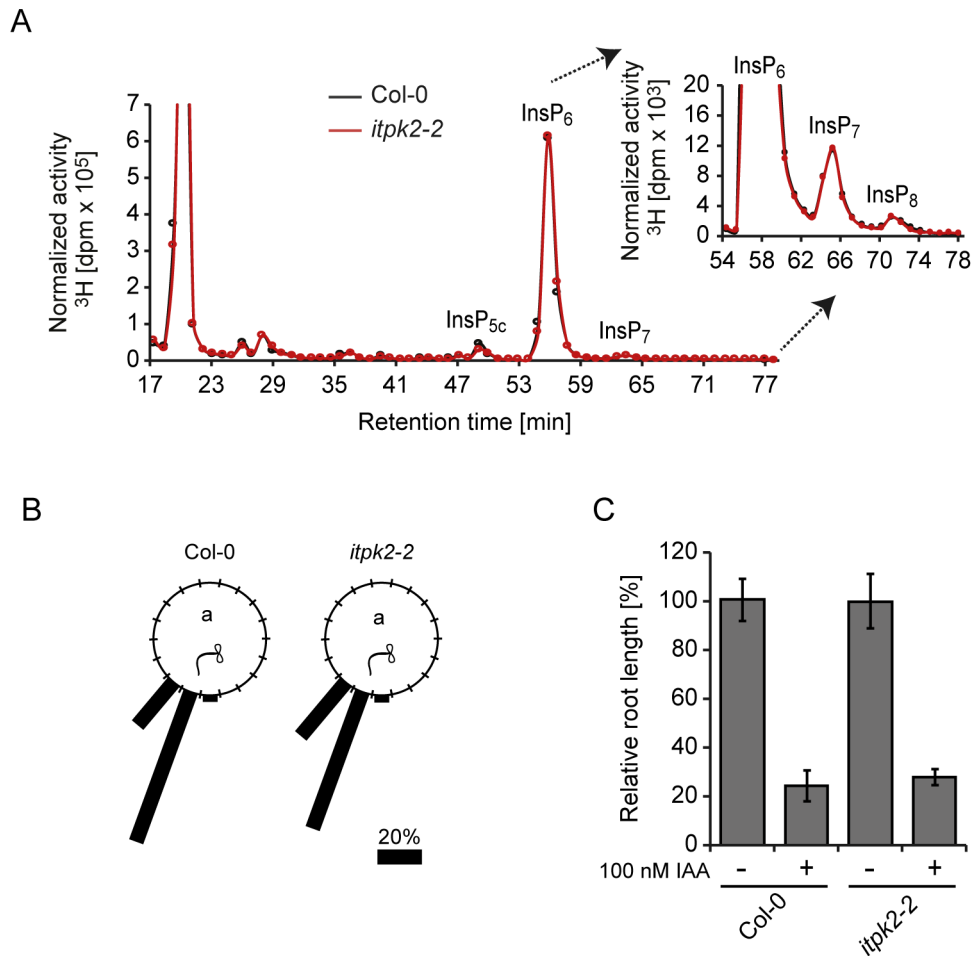 A
Normalized activity
³H [dpm x 10⁵]
7
6
5
4
3
2
1
0
17 23 29 35 41 47 53 59 65 71 77
Retention time [min]
Col-0
itpk2-2
InsP5c
InsP6
InsP7
Normalized activity
³H [dpm x 10³]
20
16
12
8
4
0
54 58 62 66 70 74 78
InsP6
InsP7
InsP8
B
Col-0
itpk2-2
a
a
20%
C
Relative root length [%]
120
100
80
60
40
20
0
100 nM IAA - + - +
Col-0
itpk2-2